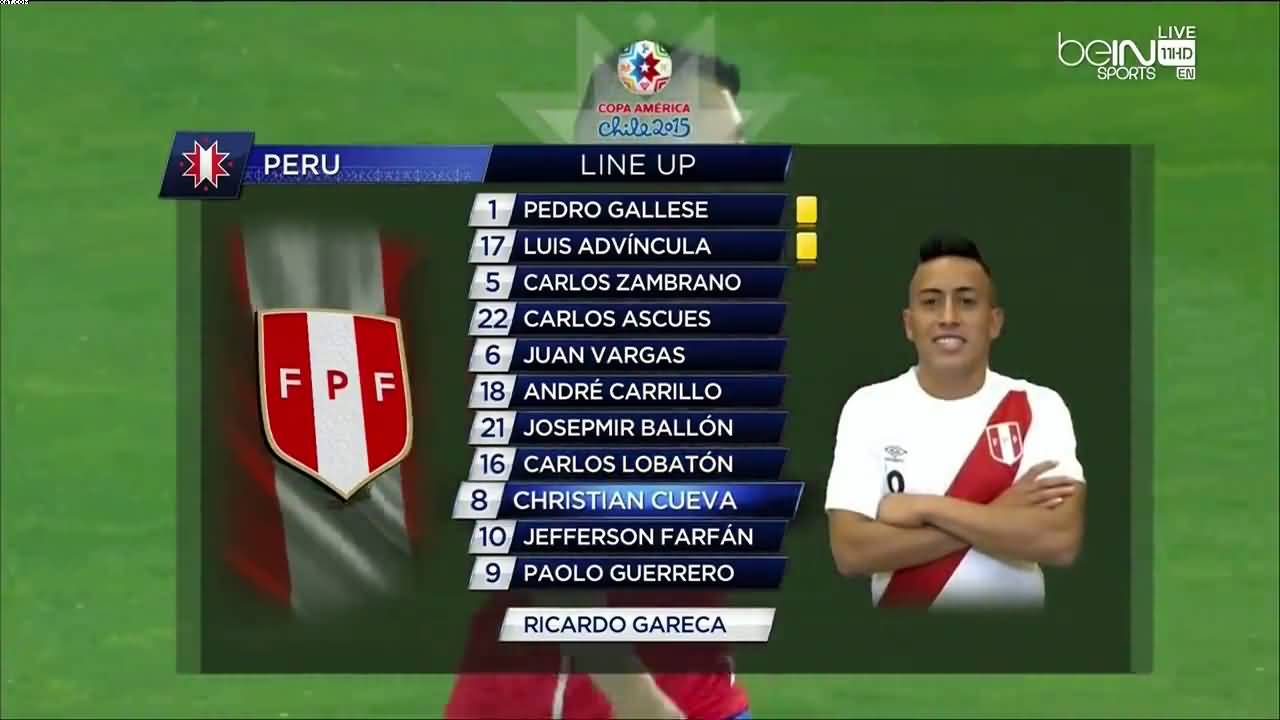 beIN
SPORTS
LIVE
11HD
EN
COPA AMÉRICA
Chile2015
PERU
LINE UP
1 PEDRO GALLESE
17 LUIS ADVÍNCULA
5 CARLOS ZAMBRANO
22 CARLOS ASCUES
6 JUAN VARGAS
18 ANDRÉ CARRILLO
21 JOSEPMIR BALLÓN
16 CARLOS LOBATÓN
8 CHRISTIAN CUEVA
10 JEFFERSON FARFÁN
9 PAOLO GUERRERO
RICARDO GARECA
FPF